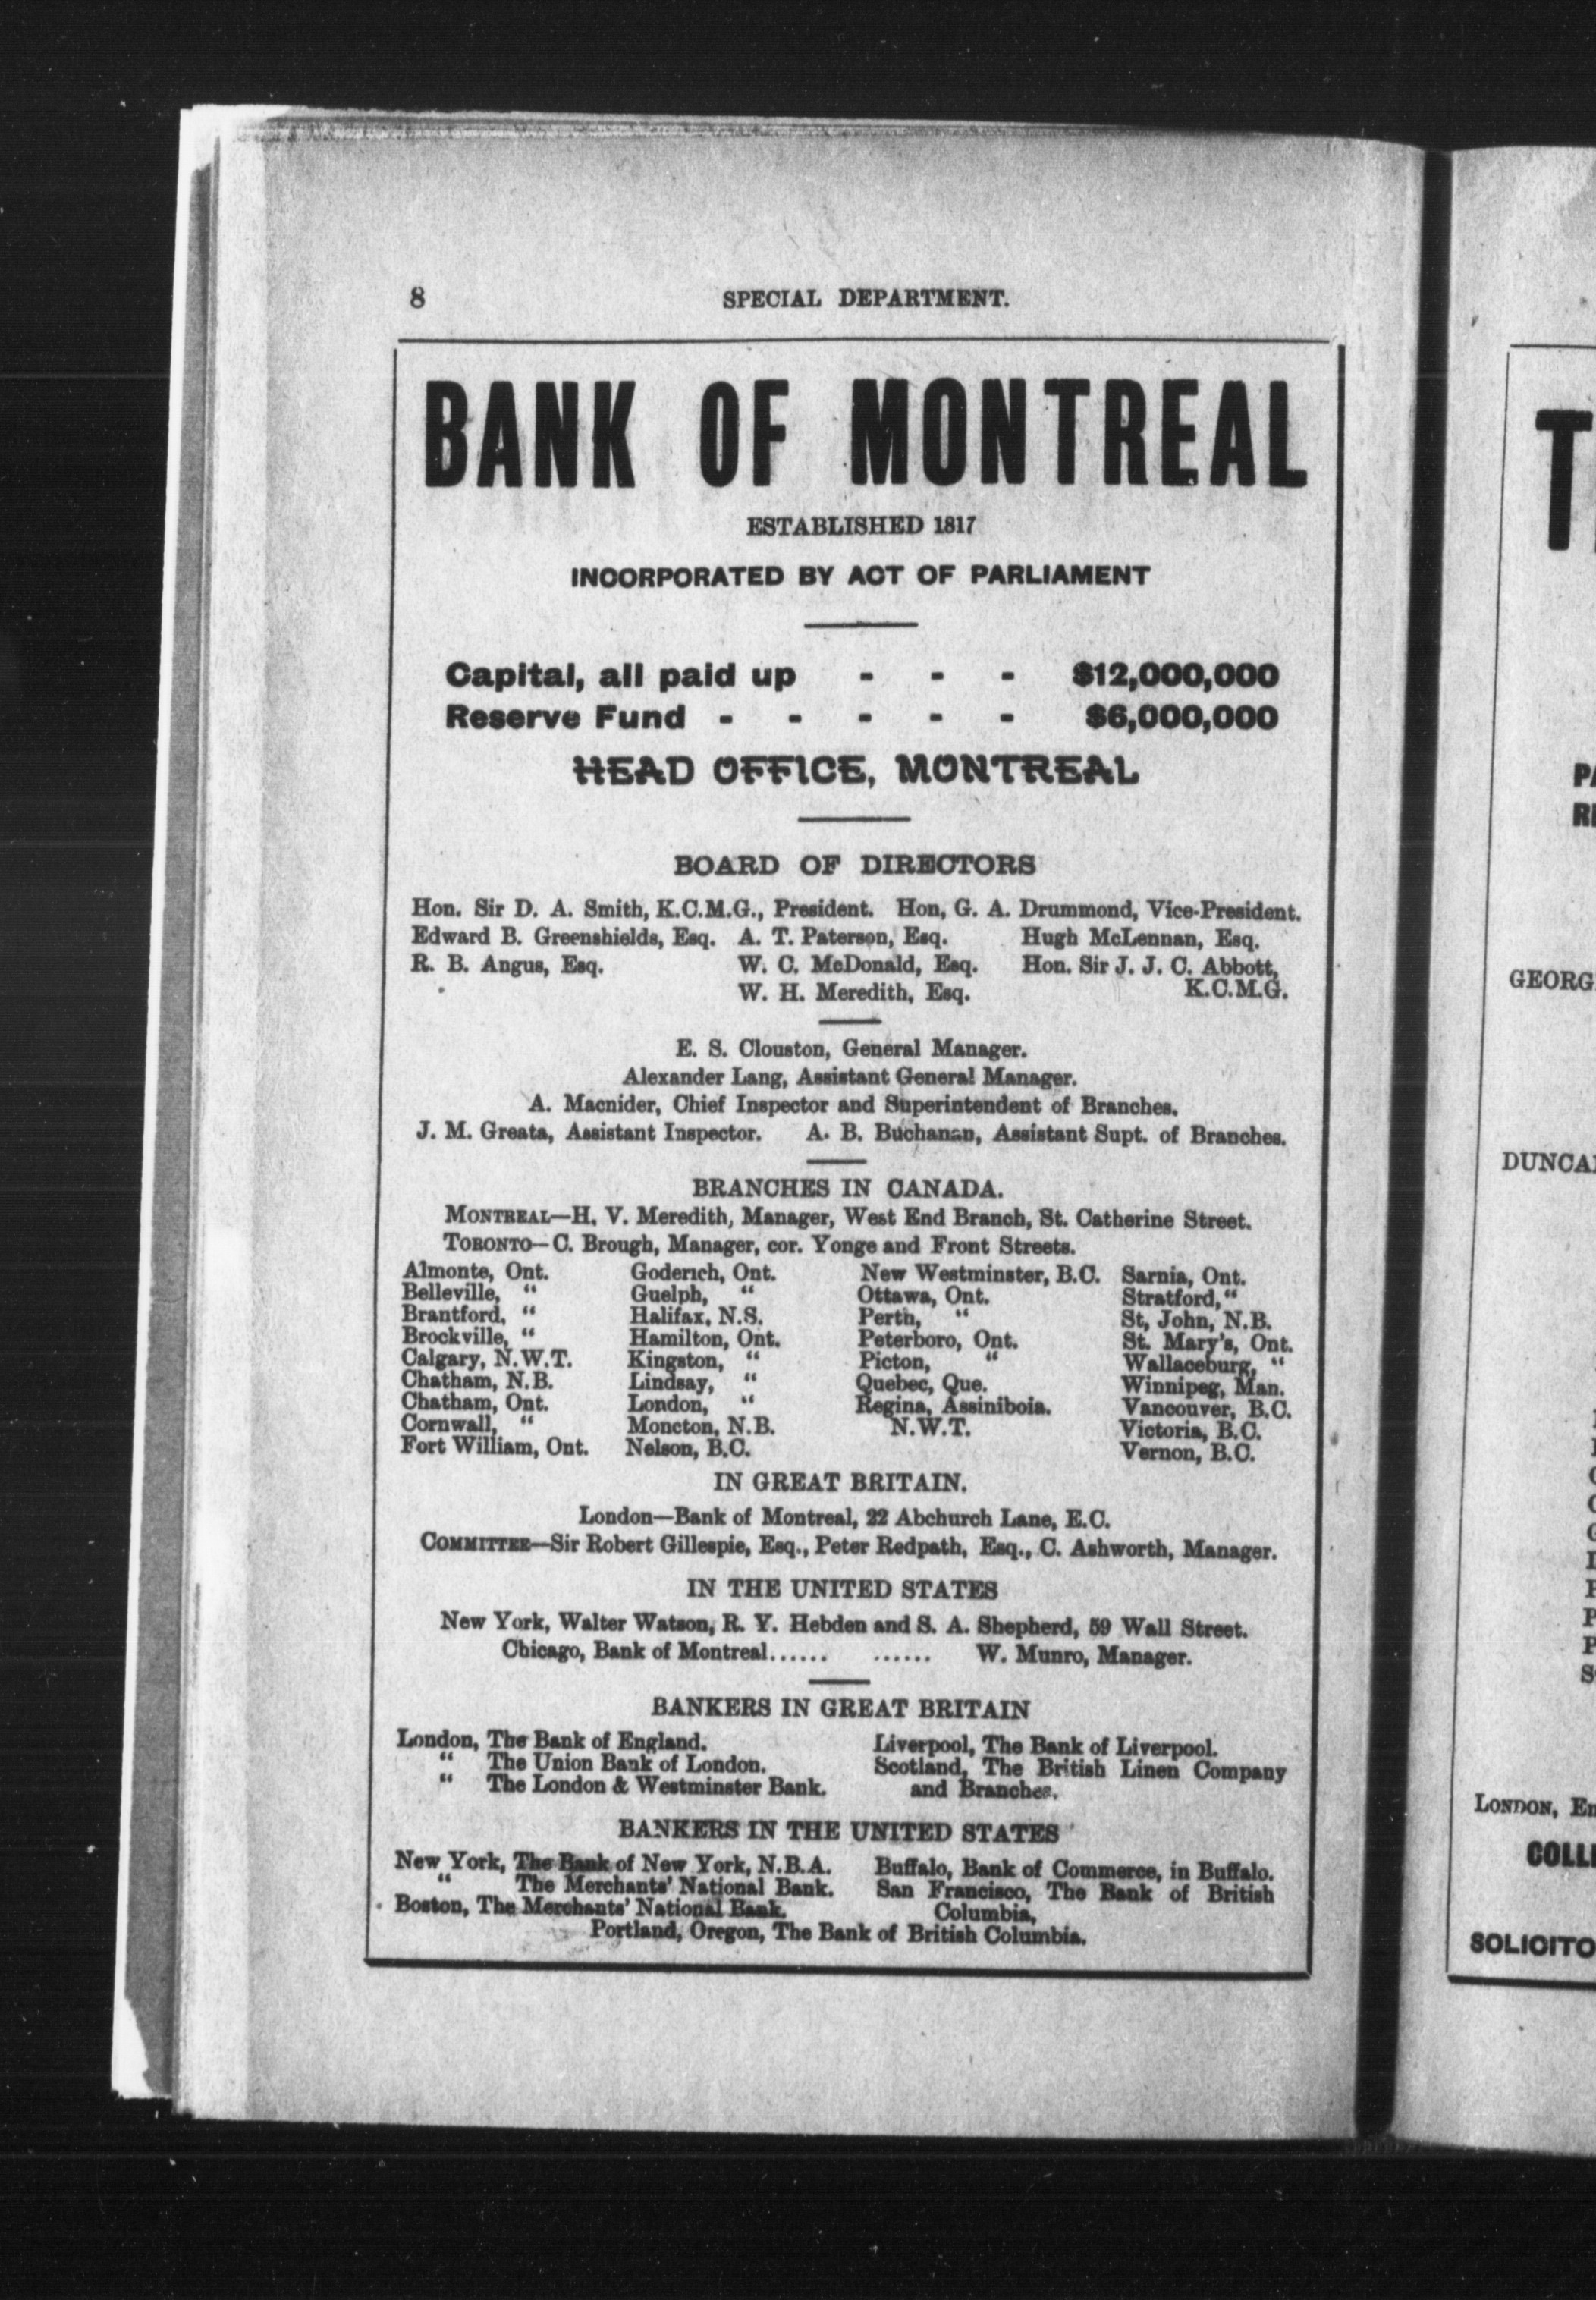 8 SPECIAL DEPARTMENT.
BANK OF MONTREAL
ESTABLISHED 1817
INCORPORATED BY ACT OF PARLIAMENT
Capital, all paid up - - - $12,000,000
Reserve Fund - - - - - $6,000,000
HEAD OFFICE, MONTREAL
BOARD OF DIRECTORS
Hon. Sir D. A. Smith, K.C.M.G., President. Hon, G. A. Drummond, Vice-President.
Edward B. Greenshields, Esq. A. T. Paterson, Esq. Hugh McLennan, Esq.
R. B. Angus, Esq. W. C. McDonald, Esq. Hon. Sir J. J. C. Abbott,
W. H. Meredith, Esq. K.C.M.G.
E. S. Clouston, General Manager.
Alexander Lang, Assistant General Manager.
A. Macnider, Chief Inspector and Superintendent of Branches.
J. M. Greata, Assistant Inspector. A. B. Buchanan, Assistant Supt. of Branches.
BRANCHES IN CANADA.
MONTREAL—H. V. Meredith, Manager, West End Branch, St. Catherine Street.
TORONTO—C. Brough, Manager, cor. Yonge and Front Streets.
Almonte, Ont. Goderich, Ont. New Westminster, B.C. Sarnia, Ont.
Belleville, " Guelph, " Ottawa, Ont. Stratford, "
Brantford, " Halifax, N.S. Perth, " St, John, N.B.
Brockville, " Hamilton, Ont. Peterboro, Ont. St. Mary's, Ont.
Calgary, N.W.T. Kingston, " Picton, " Wallaceburg, "
Chatham, N.B. Lindsay, " Quebec, Que. Winnipeg, Man.
Chatham, Ont. London, " Regina, Assiniboia. Vancouver, B.C.
Cornwall, " Moncton, N.B. N.W.T. Victoria, B.C.
Fort William, Ont. Nelson, B.C. Vernon, B.C.
IN GREAT BRITAIN.
London—Bank of Montreal, 22 Abchurch Lane, E.C.
COMMITTEE—Sir Robert Gillespie, Esq., Peter Redpath, Esq., C. Ashworth, Manager.
IN THE UNITED STATES
New York, Walter Watson, R. Y. Hebden and S. A. Shepherd, 59 Wall Street.
Chicago, Bank of Montreal...... ...... W. Munro, Manager.
BANKERS IN GREAT BRITAIN
London, The Bank of England. Liverpool, The Bank of Liverpool.
" The Union Bank of London. Scotland, The British Linen Company
" The London & Westminster Bank. and Branches.
BANKERS IN THE UNITED STATES
New York, The Bank of New York, N.B.A. Buffalo, Bank of Commerce, in Buffalo.
" The Merchants' National Bank. San Francisco, The Bank of British
Boston, The Merchants' National Bank. Columbia,
Portland, Oregon, The Bank of British Columbia.
GEORG
DUNCA
LONDON, En
COLL
SOLICITO